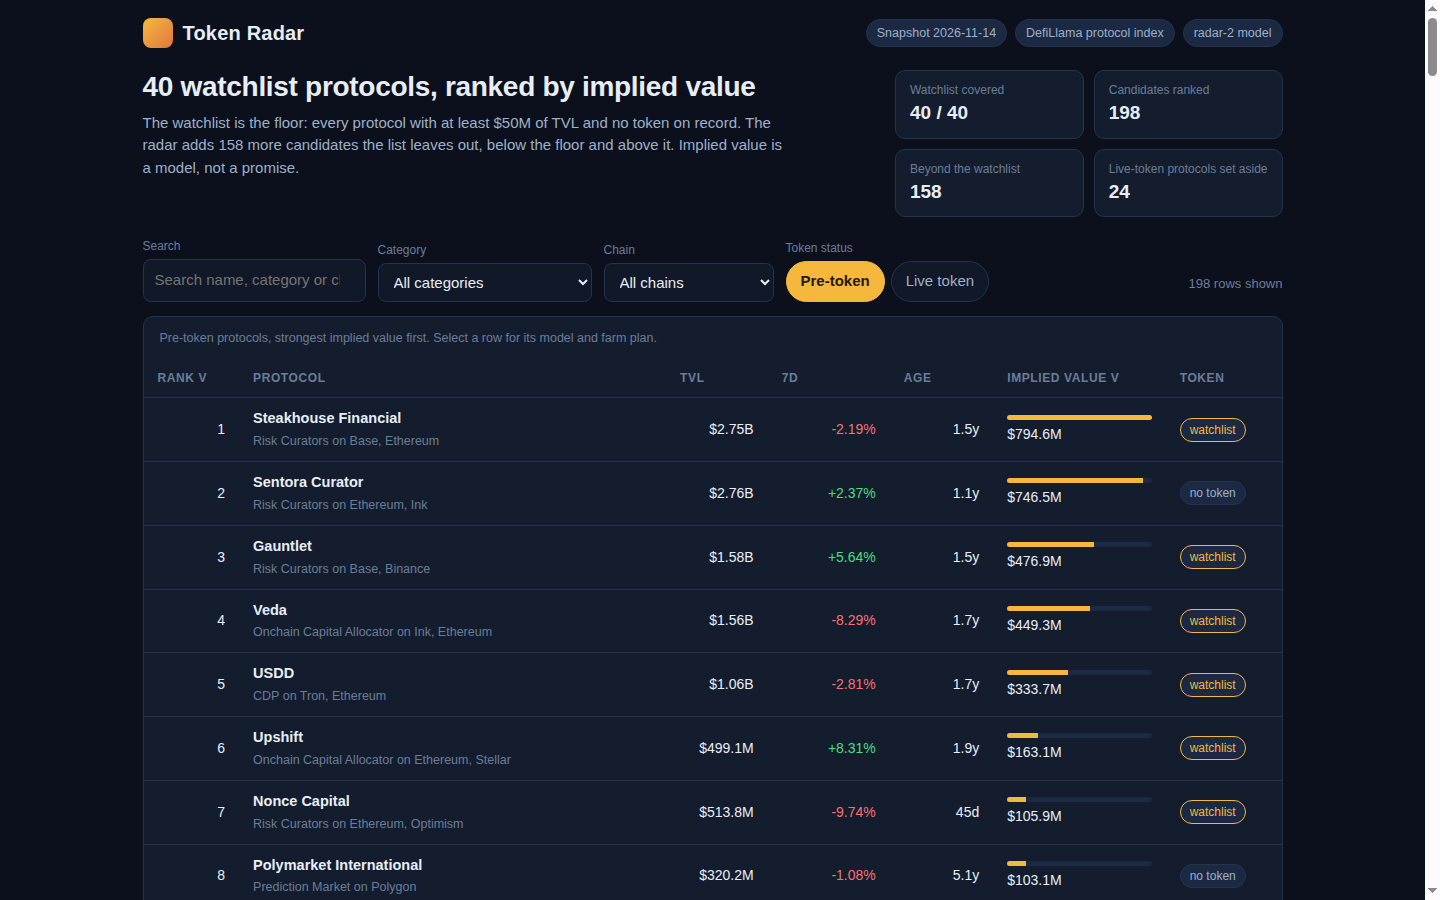 Token Radar
Snapshot 2026-11-14
DefiLlama protocol index
radar-2 model
40 watchlist protocols, ranked by implied value
The watchlist is the floor: every protocol with at least $50M of TVL and no token on record. The
radar adds 158 more candidates the list leaves out, below the floor and above it. Implied value is
a model, not a promise.
Watchlist covered
40 / 40
Candidates ranked
198
Beyond the watchlist
158
Live-token protocols set aside
24
Search
Search name, category or c
Category
All categories
Chain
All chains
Token status
Pre-token
Live token
198 rows shown
Pre-token protocols, strongest implied value first. Select a row for its model and farm plan.
RANK V PROTOCOL TVL 7D AGE IMPLIED VALUE V TOKEN
1 Steakhouse Financial $2.75B -2.19% 1.5y $794.6M watchlist
Risk Curators on Base, Ethereum
2 Sentora Curator $2.76B +2.37% 1.1y $746.5M no token
Risk Curators on Ethereum, Ink
3 Gauntlet $1.58B +5.64% 1.5y $476.9M watchlist
Risk Curators on Base, Binance
4 Veda $1.56B -8.29% 1.7y $449.3M watchlist
Onchain Capital Allocator on Ink, Ethereum
5 USDD $1.06B -2.81% 1.7y $333.7M watchlist
CDP on Tron, Ethereum
6 Upshift $499.1M +8.31% 1.9y $163.1M watchlist
Onchain Capital Allocator on Ethereum, Stellar
7 Nonce Capital $513.8M -9.74% 45d $105.9M watchlist
Risk Curators on Ethereum, Optimism
8 Polymarket International $320.2M -1.08% 5.1y $103.1M no token
Prediction Market on Polygon